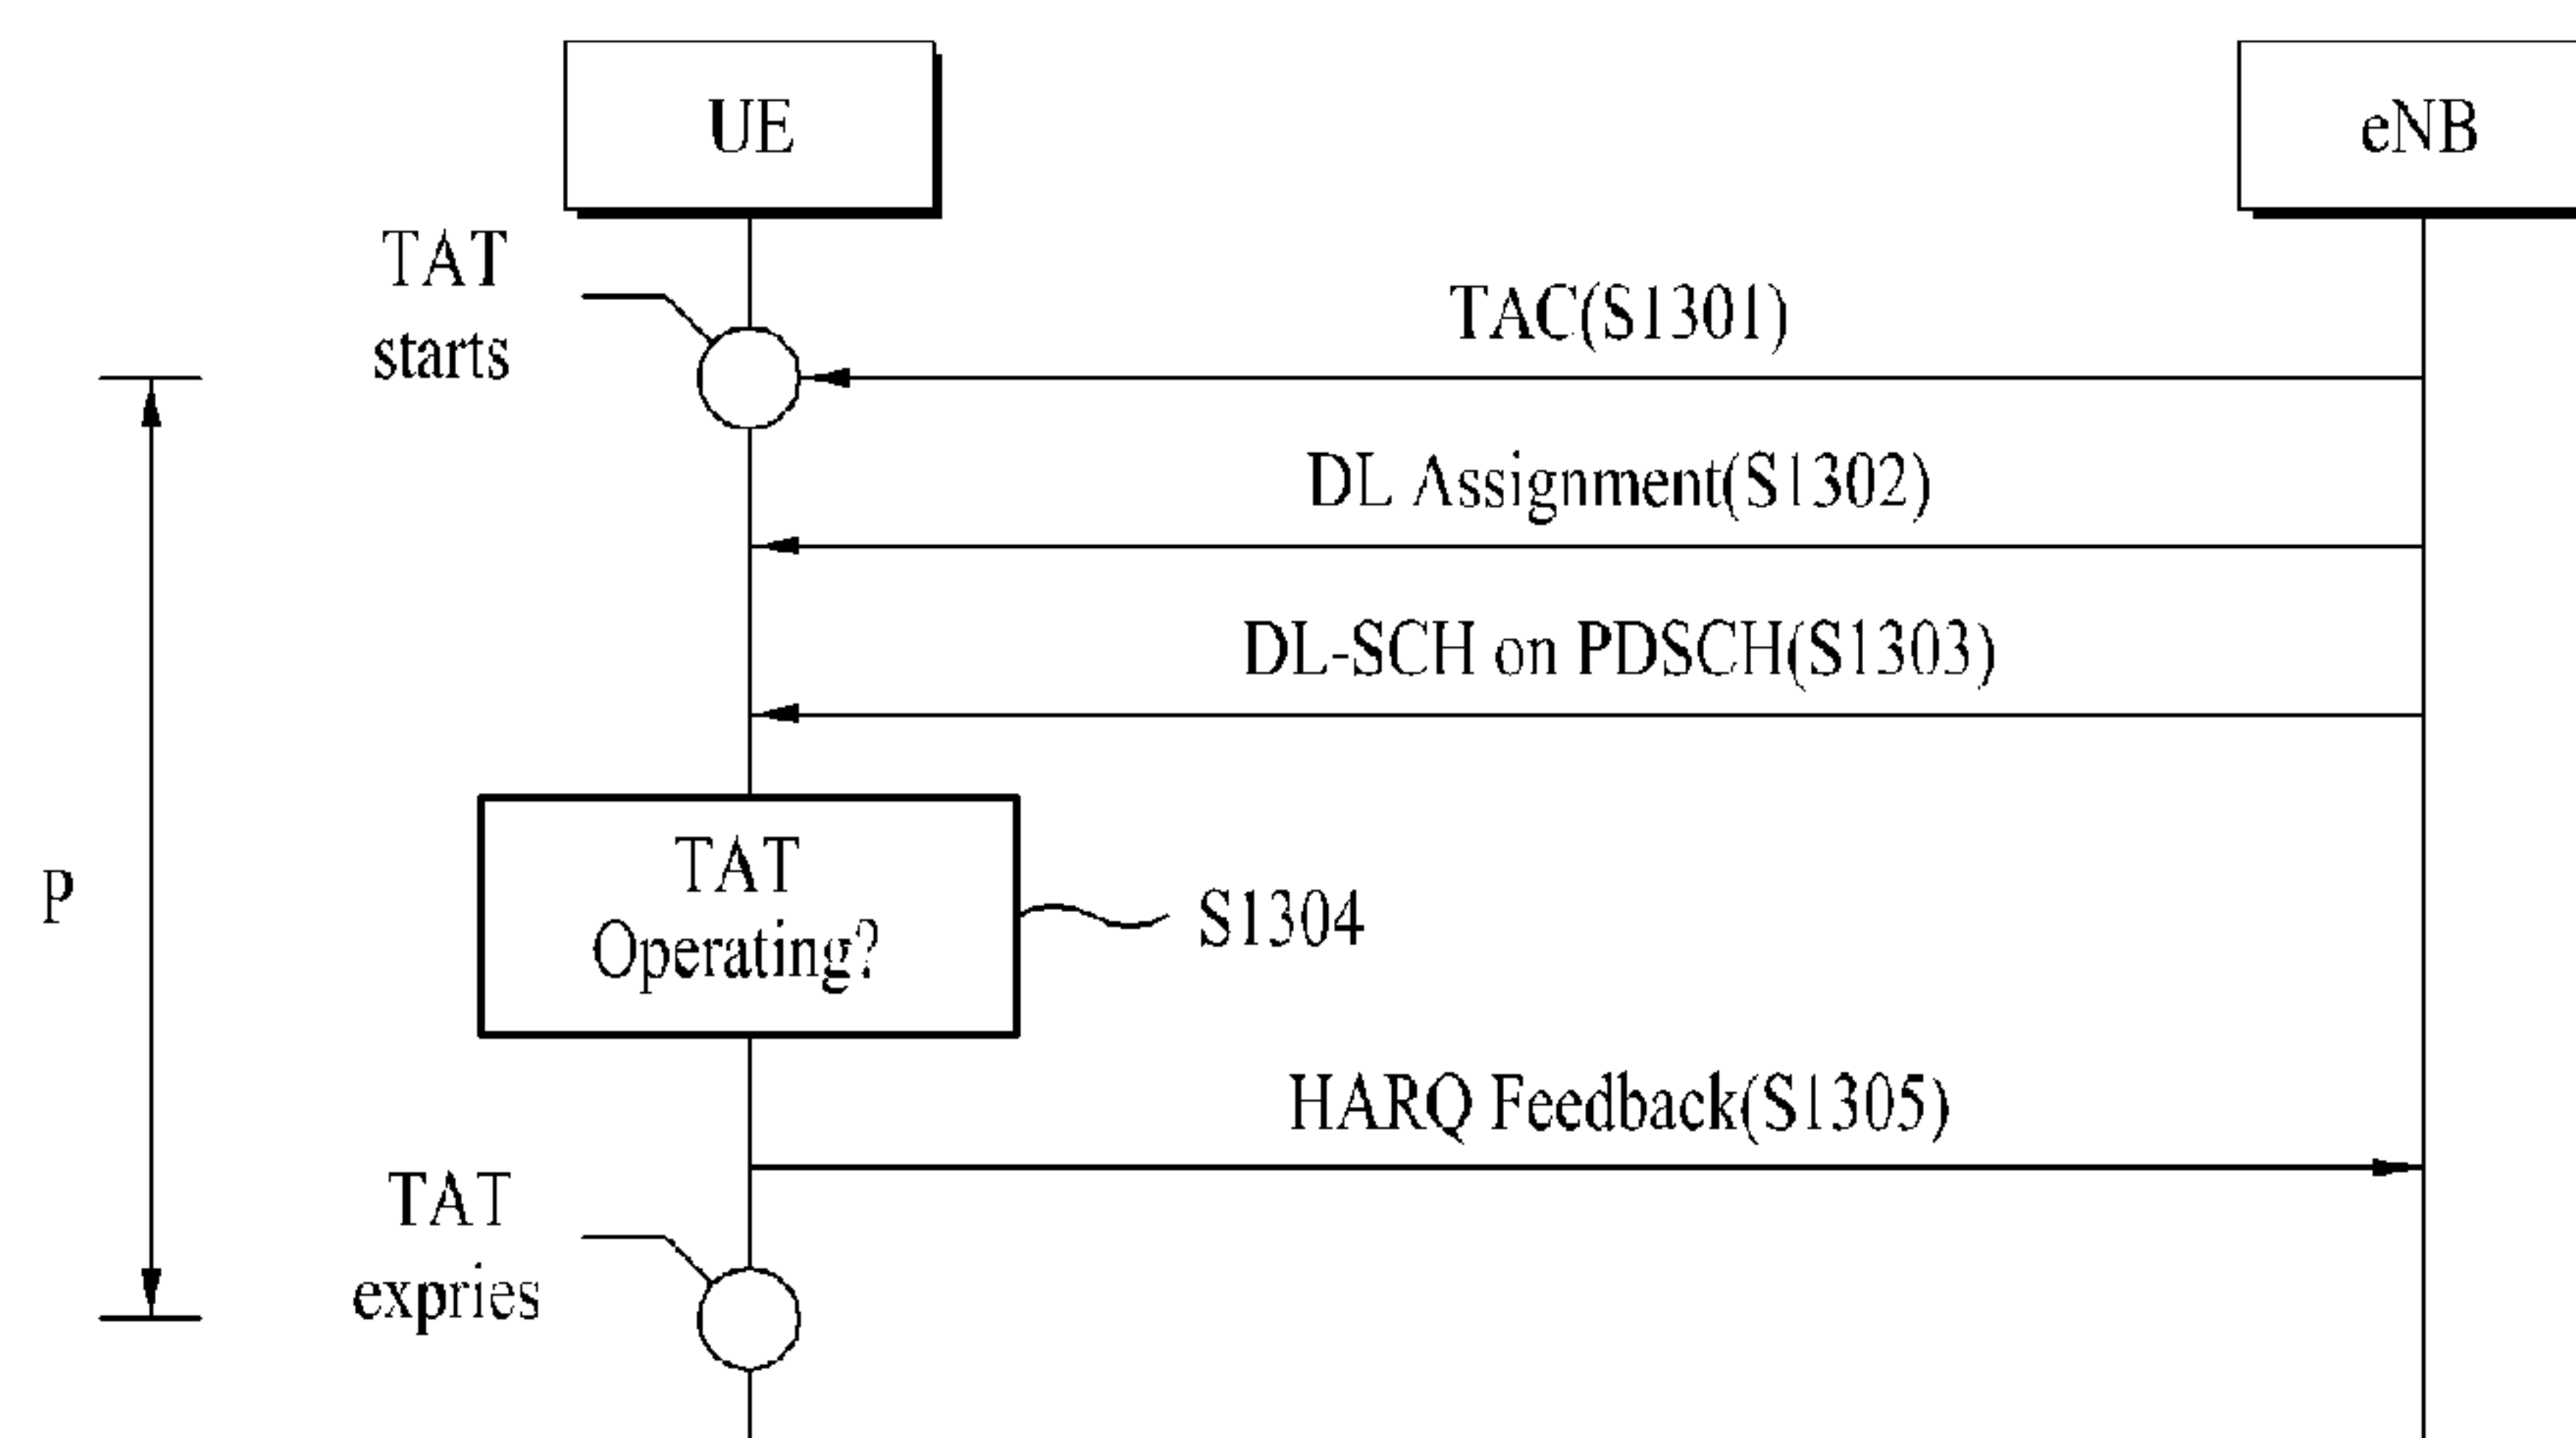 UE
eNB
TAT
starts
TAC(S1301)
DL Assignment(S1302)
DL-SCH on PDSCH(S1303)
P
TAT
Operating?
S1304
HARQ Feedback(S1305)
TAT
expries